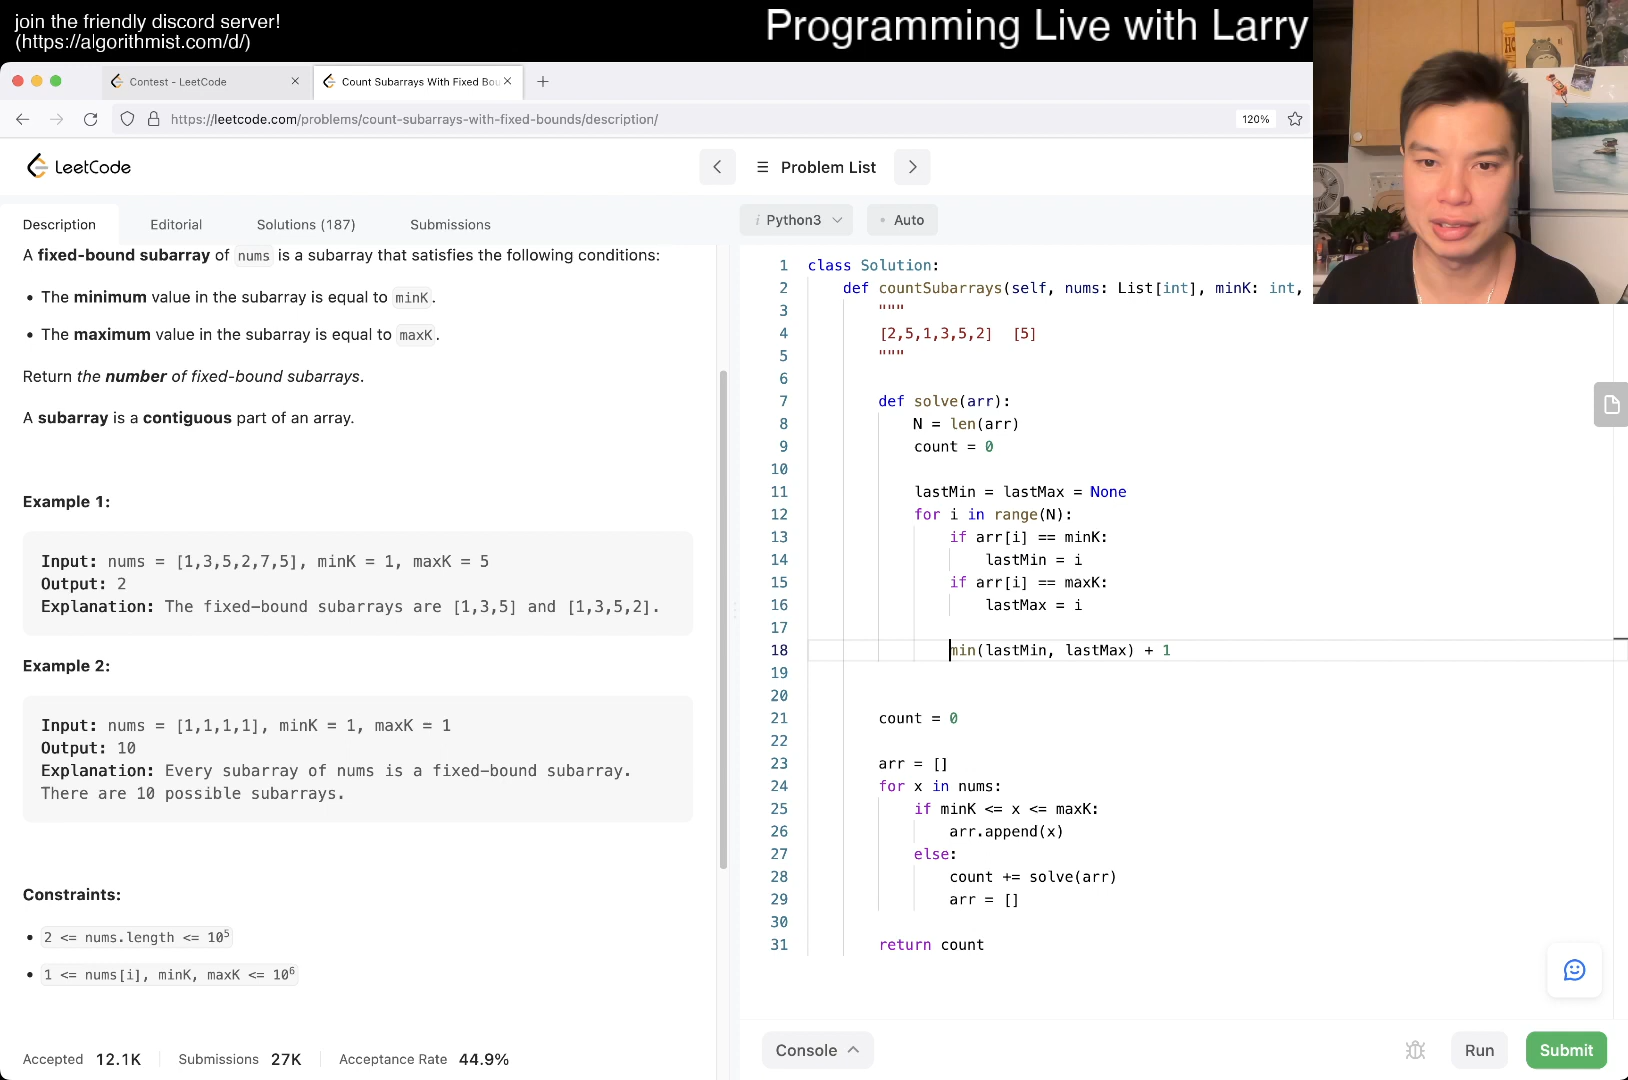 join the friendly discord server!
(https://algorithmist.com/d/)
Programming Live with Larry
Contest - LeetCode
Count Subarrays With Fixed Bou
https://leetcode.com/problems/count-subarrays-with-fixed-bounds/description/
120%
LeetCode
Problem List
Description
Editorial
Solutions (187)
Submissions
A fixed-bound subarray of nums is a subarray that satisfies the following conditions:
• The minimum value in the subarray is equal to minK.
• The maximum value in the subarray is equal to maxK.
Return the number of fixed-bound subarrays.
A subarray is a contiguous part of an array.
Example 1:
Input: nums = [1,3,5,2,7,5], minK = 1, maxK = 5
Output: 2
Explanation: The fixed-bound subarrays are [1,3,5] and [1,3,5,2].
Example 2:
Input: nums = [1,1,1,1], minK = 1, maxK = 1
Output: 10
Explanation: Every subarray of nums is a fixed-bound subarray.
There are 10 possible subarrays.
Constraints:
• 2 <= nums.length <= 10⁵
• 1 <= nums[i], minK, maxK <= 10⁶
Accepted 12.1K
Submissions 27K
Acceptance Rate 44.9%
i Python3
• Auto
1 class Solution:
2 def countSubarrays(self, nums: List[int], minK: int,
3 """
4 [2,5,1,3,5,2] [5]
5 """
6
7 def solve(arr):
8 N = len(arr)
9 count = 0
10
11 lastMin = lastMax = None
12 for i in range(N):
13 if arr[i] == minK:
14 lastMin = i
15 if arr[i] == maxK:
16 lastMax = i
17
18 min(lastMin, lastMax) + 1
19
20
21 count = 0
22
23 arr = []
24 for x in nums:
25 if minK <= x <= maxK:
26 arr.append(x)
27 else:
28 count += solve(arr)
29 arr = []
30
31 return count
Console
Run
Submit